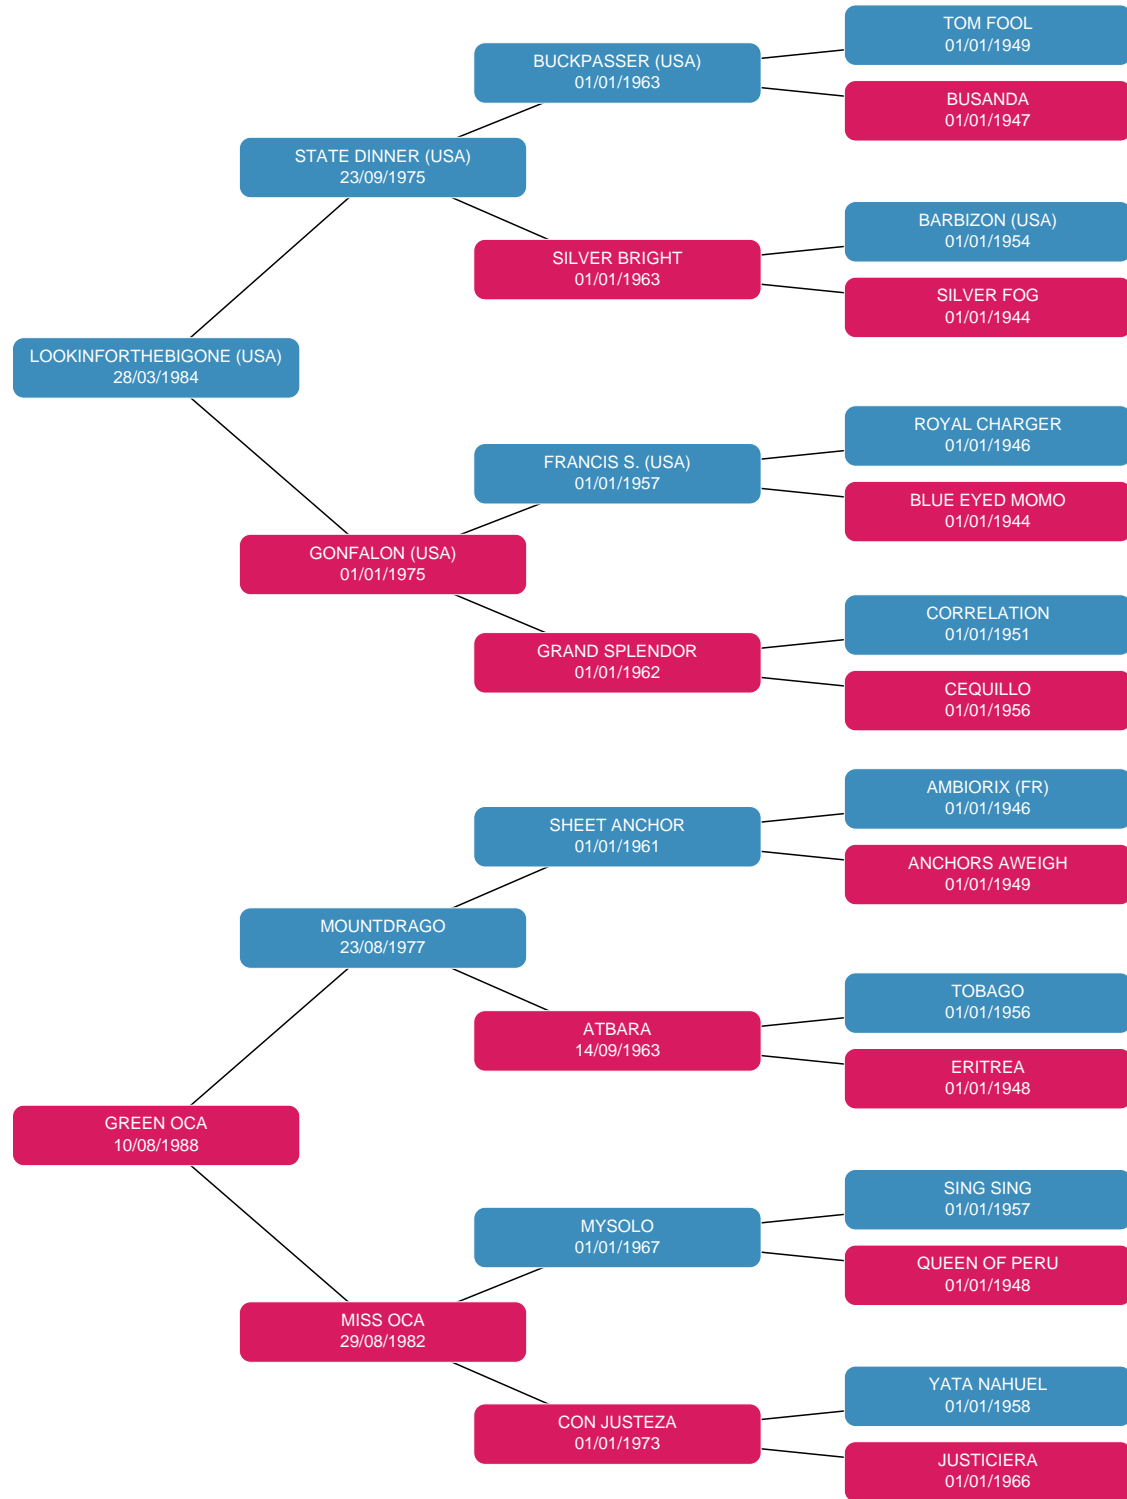 TOM FOOL
01/01/1949
BUCKPASSER (USA)
01/01/1963
BUSANDA
01/01/1947
STATE DINNER (USA)
23/09/1975
BARBIZON (USA)
01/01/1954
SILVER BRIGHT
01/01/1963
SILVER FOG
01/01/1944
LOOKINFORTHEBIGONE (USA)
28/03/1984
ROYAL CHARGER
01/01/1946
FRANCIS S. (USA)
01/01/1957
BLUE EYED MOMO
01/01/1944
GONFALON (USA)
01/01/1975
CORRELATION
01/01/1951
GRAND SPLENDOR
01/01/1962
CEQUILLO
01/01/1956
AMBIORIX (FR)
01/01/1946
SHEET ANCHOR
01/01/1961
ANCHORS AWEIGH
01/01/1949
MOUNTDRAGO
23/08/1977
TOBAGO
01/01/1956
ATBARA
14/09/1963
ERITREA
01/01/1948
GREEN OCA
10/08/1988
SING SING
01/01/1957
MYSOLO
01/01/1967
QUEEN OF PERU
01/01/1948
MISS OCA
29/08/1982
YATA NAHUEL
01/01/1958
CON JUSTEZA
01/01/1973
JUSTICIERA
01/01/1966